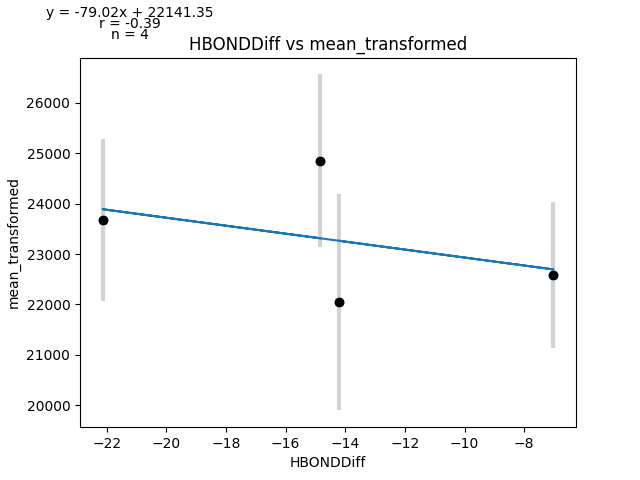 y = -79.02x + 22141.35
r = -0.39
n = 4
HBONDDiff vs mean_transformed
26000
25000
24000
23000
22000
21000
20000
mean_transformed
−22
−20
−18
−16
−14
−12
−10
−8
HBONDDiff